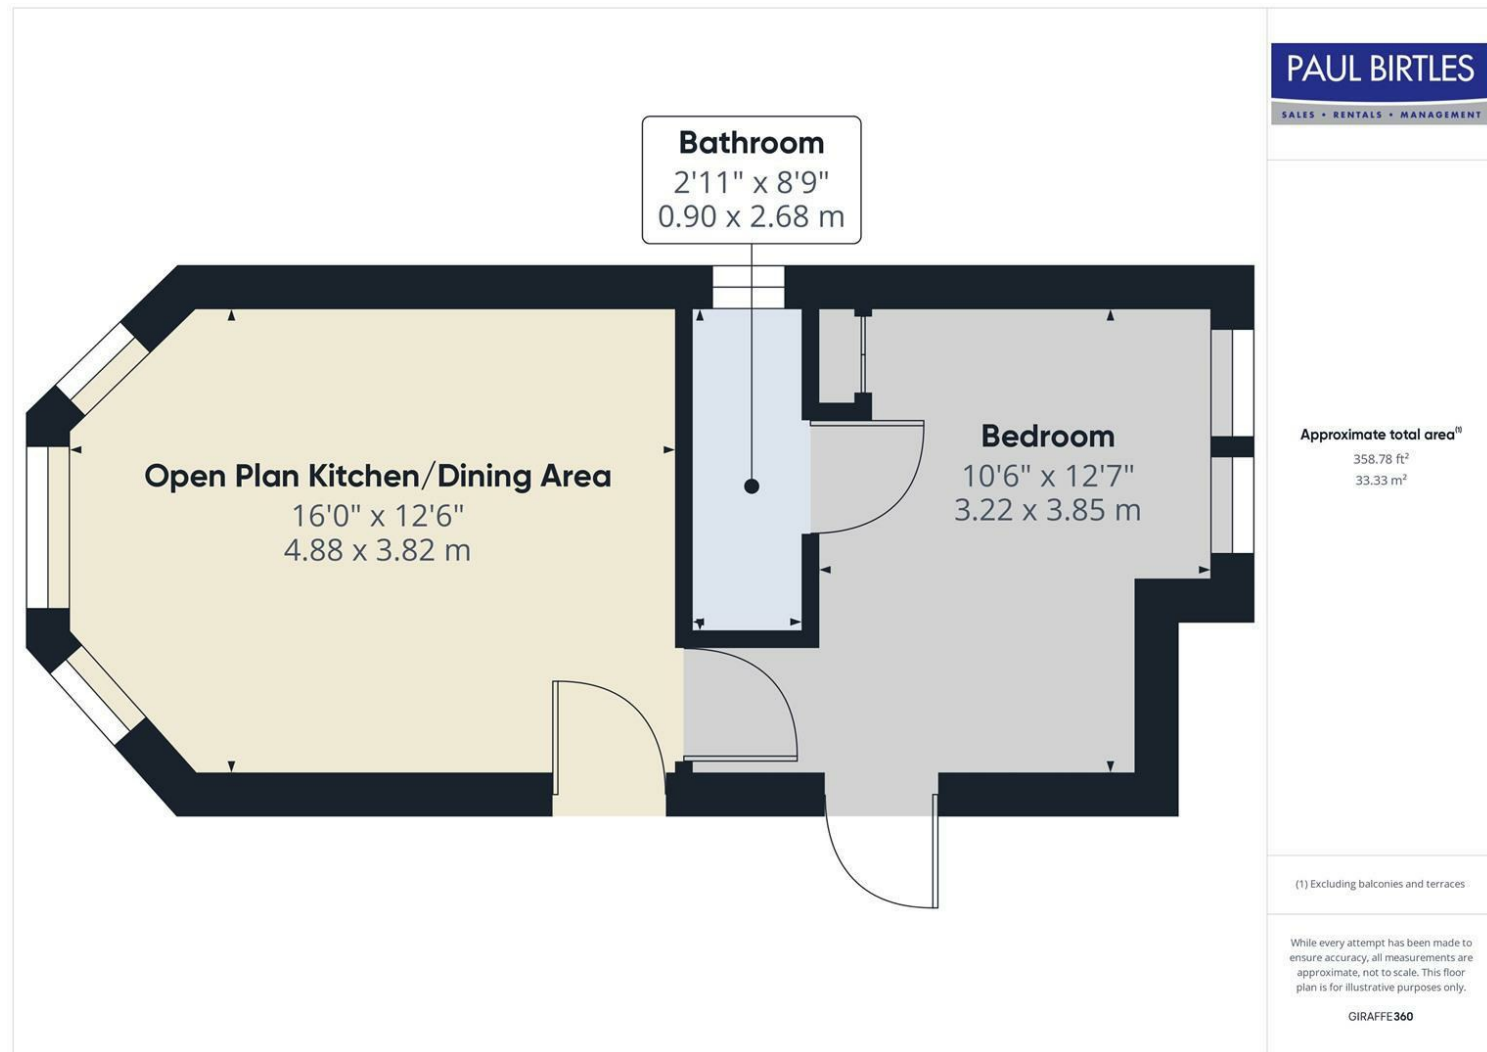 PAUL BIRTLES
SALES • RENTALS • MANAGEMENT
Bathroom
2'11" x 8'9"
0.90 x 2.68 m
Open Plan Kitchen/Dining Area
16'0" x 12'6"
4.88 x 3.82 m
Bedroom
10'6" x 12'7"
3.22 x 3.85 m
Approximate total area⁽¹⁾
358.78 ft²
33.33 m²
(1) Excluding balconies and terraces
While every attempt has been made to
ensure accuracy, all measurements are
approximate, not to scale. This floor
plan is for illustrative purposes only.
GIRAFFE360